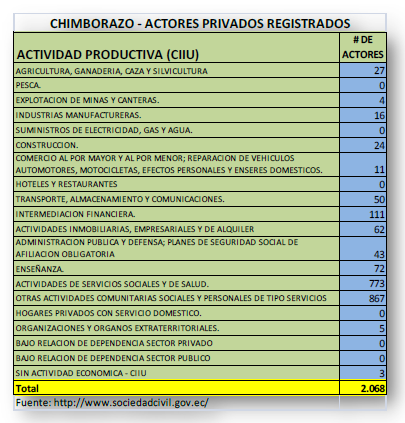 CHIMBORAZO - ACTORES PRIVADOS REGISTRADOS
ACTIVIDAD PRODUCTIVA (CIIU) # DE ACTORES
AGRICULTURA, GANADERIA, CAZA Y SILVICULTURA 27
PESCA. 0
EXPLOTACION DE MINAS Y CANTERAS. 4
INDUSTRIAS MANUFACTURERAS. 16
SUMINISTROS DE ELECTRICIDAD, GAS Y AGUA. 0
CONSTRUCCION. 24
COMERCIO AL POR MAYOR Y AL POR MENOR; REPARACION DE VEHICULOS
AUTOMOTORES, MOTOCICLETAS, EFECTOS PERSONALES Y ENSERES DOMESTICOS. 11
HOTELES Y RESTAURANTES 0
TRANSPORTE, ALMACENAMIENTO Y COMUNICACIONES. 50
INTERMEDIACION FINANCIERA. 111
ACTIVIDADES INMOBILIARIAS, EMPRESARIALES Y DE ALQUILER 62
ADMINISTRACION PUBLICA Y DEFENSA; PLANES DE SEGURIDAD SOCIAL DE
AFILIACION OBLIGATORIA 43
ENSEÑANZA. 72
ACTIVIDADES DE SERVICIOS SOCIALES Y DE SALUD. 773
OTRAS ACTIVIDADES COMUNITARIAS SOCIALES Y PERSONALES DE TIPO SERVICIOS 867
HOGARES PRIVADOS CON SERVICIO DOMESTICO. 0
ORGANIZACIONES Y ORGANOS EXTRATERRITORIALES. 5
BAJO RELACION DE DEPENDENCIA SECTOR PRIVADO 0
BAJO RELACION DE DEPENDENCIA SECTOR PUBLICO 0
SIN ACTIVIDAD ECONOMICA - CIIU 3
Total 2.068
Fuente: http://www.sociedadcivil.gov.ec/